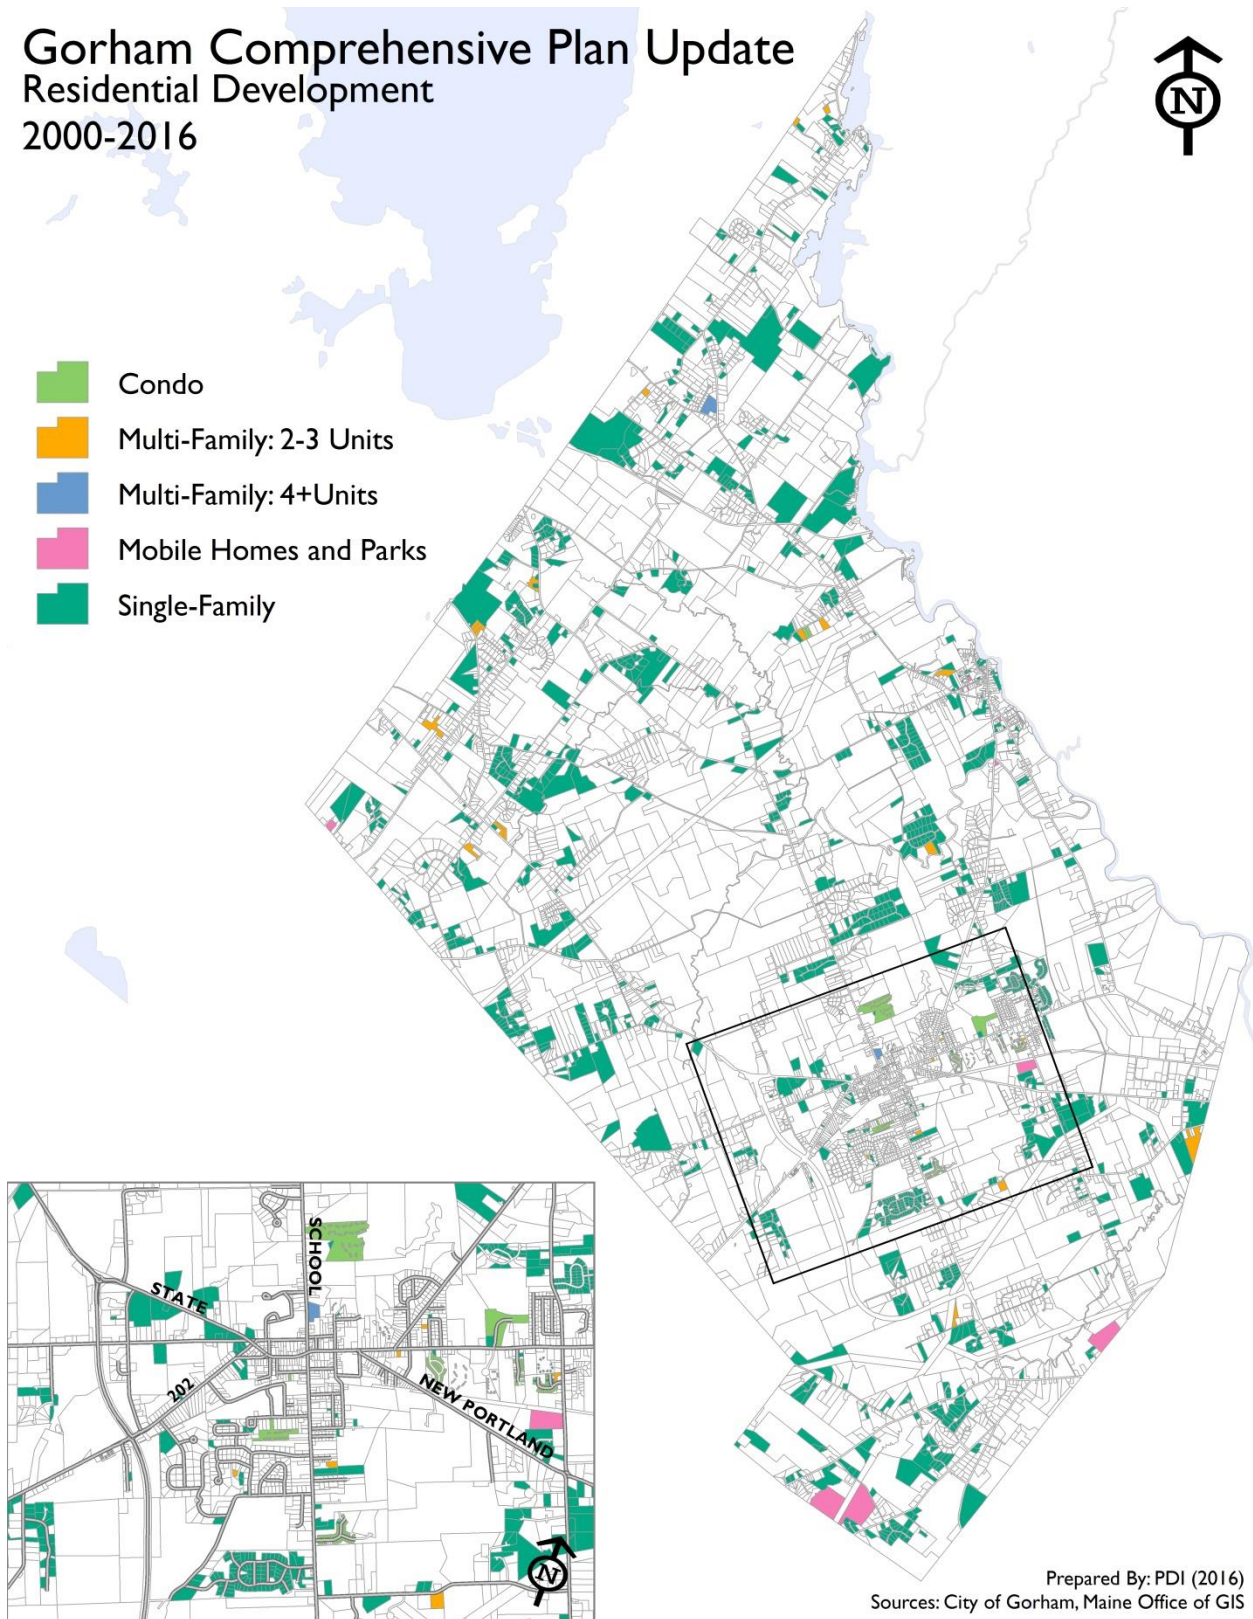 Gorham Comprehensive Plan Update
Residential Development
2000-2016
N
Condo
Multi-Family: 2-3 Units
Multi-Family: 4+Units
Mobile Homes and Parks
Single-Family
SCHOOL
STATE
202
NEW PORTLAND
N
Prepared By: PDI (2016)
Sources: City of Gorham, Maine Office of GIS